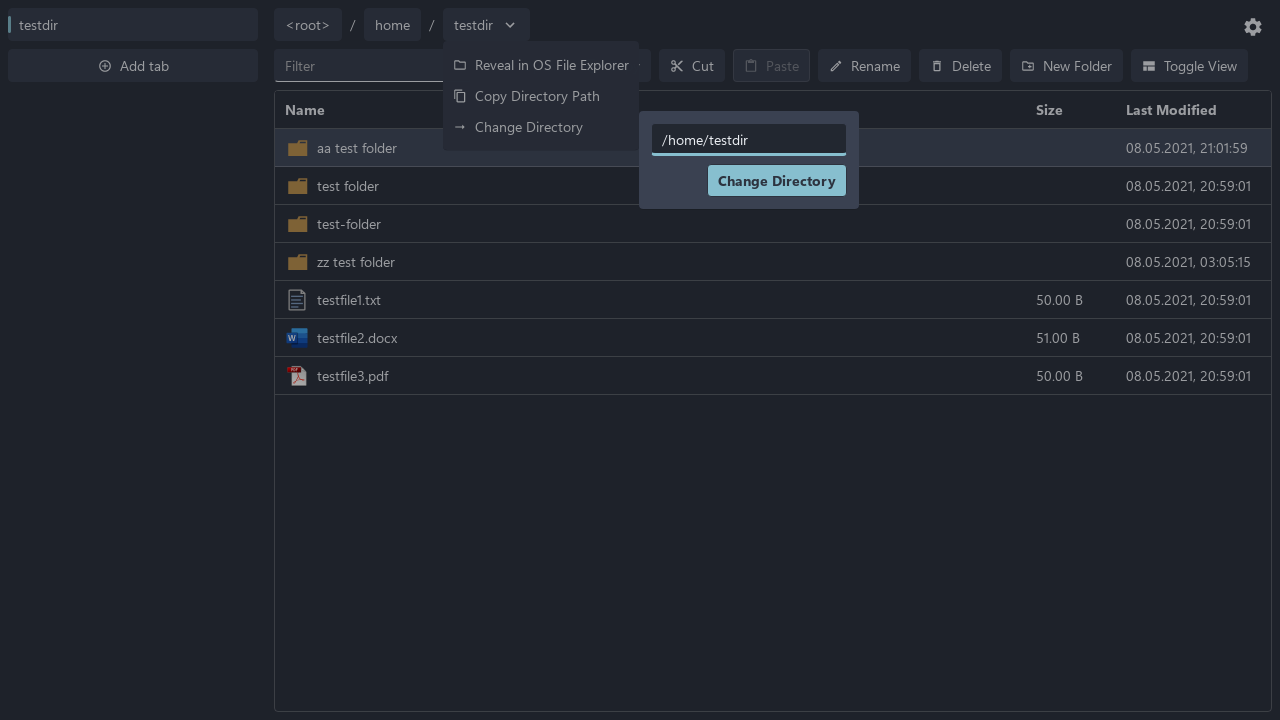 testdir
<root> / home / testdir
Add tab
Filter
Cut
Paste
Rename
Delete
New Folder
Toggle View
Reveal in OS File Explorer
Copy Directory Path
Change Directory
/home/testdir
Change Directory
Name Size Last Modified
aa test folder 08.05.2021, 21:01:59
test folder 08.05.2021, 20:59:01
test-folder 08.05.2021, 20:59:01
zz test folder 08.05.2021, 03:05:15
testfile1.txt 50.00 B 08.05.2021, 20:59:01
testfile2.docx 51.00 B 08.05.2021, 20:59:01
testfile3.pdf 50.00 B 08.05.2021, 20:59:01